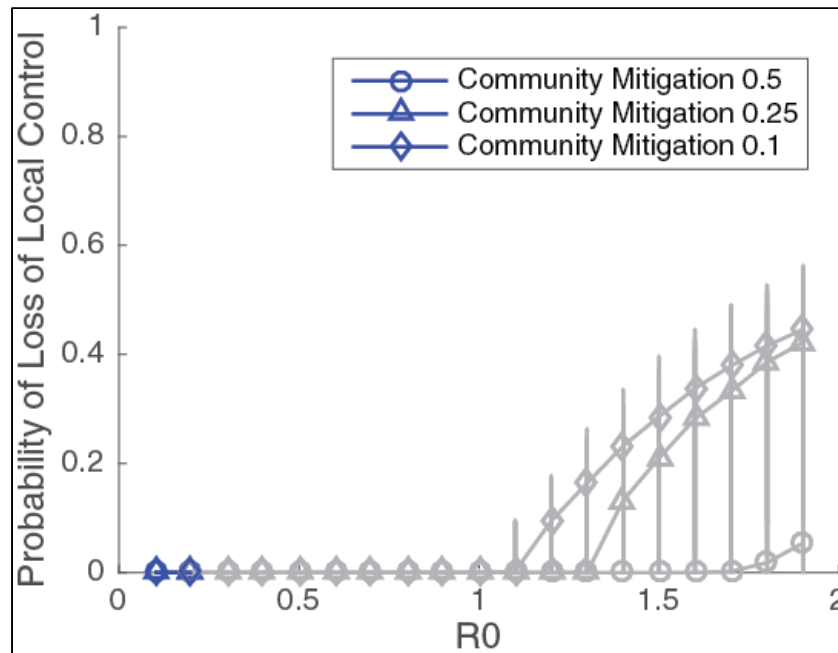 Probability of Loss of Local Control
1
0.8
0.6
0.4
0.2
0
Community Mitigation 0.5
Community Mitigation 0.25
Community Mitigation 0.1
0
0.5
1
1.5
2
R0